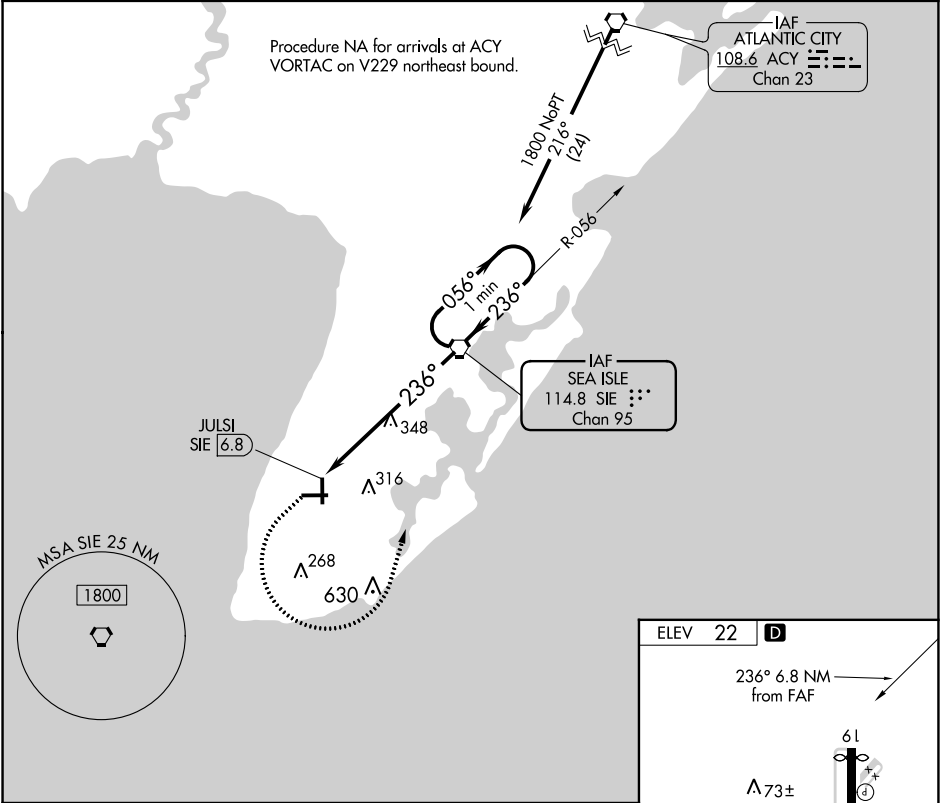 Procedure NA for arrivals at ACY
VORTAC on V229 northeast bound.
IAF
ATLANTIC CITY
108.6 ACY
Chan 23
1800 NoPT
216°
(24)
R-056
056°
1 min
236°
IAF
SEA ISLE
114.8 SIE
Chan 95
236°
348
JULSI
SIE 6.8
316
268
630
MSA SIE 25 NM
1800
ELEV 22 D
236° 6.8 NM
from FAF
19
73±
P